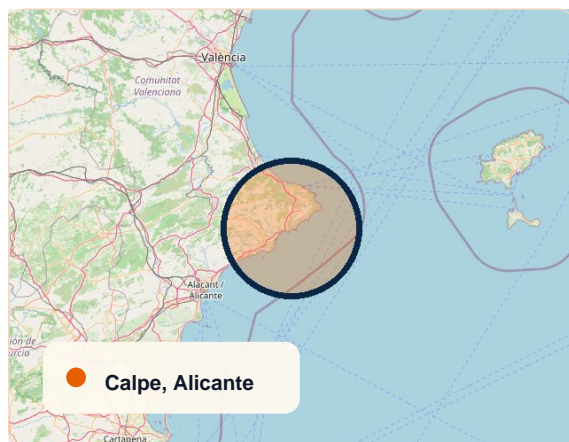 València
Comunitat
Valenciana
Alacant /
Alicante
Calpe, Alicante
Cartagena